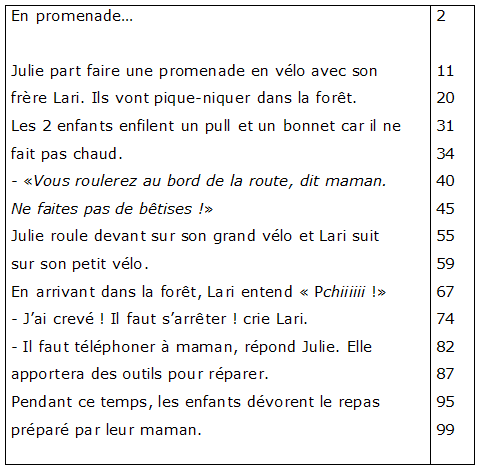 En promenade... 2
Julie part faire une promenade en vélo avec son 11
frère Lari. Ils vont pique-niquer dans la forêt. 20
Les 2 enfants enfilent un pull et un bonnet car il ne 31
fait pas chaud. 34
- «Vous roulerez au bord de la route, dit maman. 40
Ne faites pas de bêtises !» 45
Julie roule devant sur son grand vélo et Lari suit 55
sur son petit vélo. 59
En arrivant dans la forêt, Lari entend « Pchiiiiii !» 67
- J’ai crevé ! Il faut s’arrêter ! crie Lari. 74
- Il faut téléphoner à maman, répond Julie. Elle 82
apportera des outils pour réparer. 87
Pendant ce temps, les enfants dévorent le repas 95
préparé par leur maman. 99